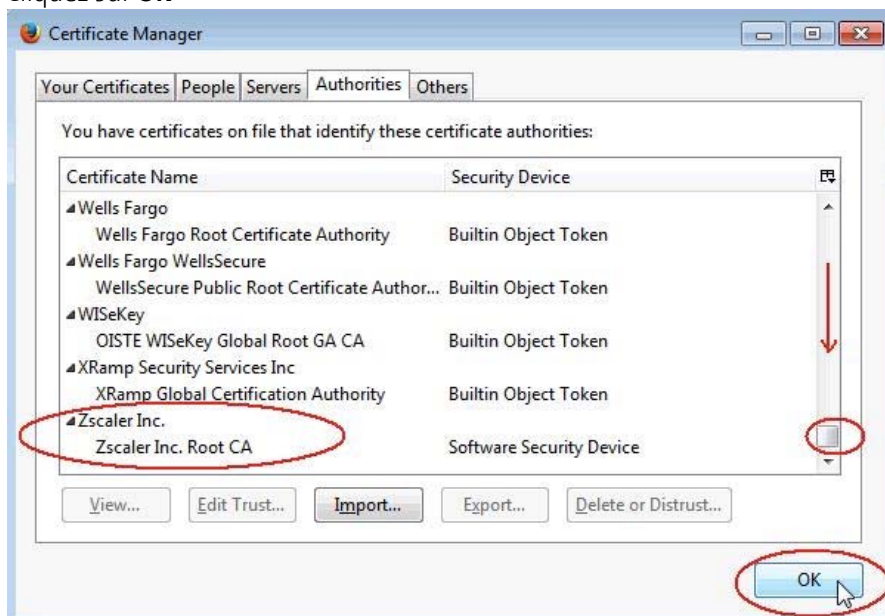 Cliquez sur OK
Certificate Manager
Your Certificates People Servers Authorities Others
You have certificates on file that identify these certificate authorities:
Certificate Name Security Device
Wells Fargo
Wells Fargo Root Certificate Authority Builtin Object Token
Wells Fargo WellsSecure
WellsSecure Public Root Certificate Author... Builtin Object Token
WISeKey
OISTE WISeKey Global Root GA CA Builtin Object Token
XRamp Security Services Inc
XRamp Global Certification Authority Builtin Object Token
Zscaler Inc.
Zscaler Inc. Root CA Software Security Device
View... Edit Trust... Import... Export... Delete or Distrust...
OK